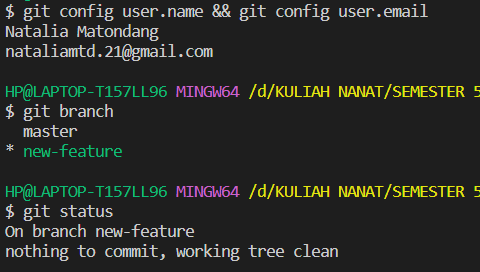 $ git config user.name && git config user.email
Natalia Matondang
nataliamtd.21@gmail.com
HP@LAPTOP-T157LL96 MINGW64 /d/KULIAH NANAT/SEMESTER 5
$ git branch
  master
* new-feature
HP@LAPTOP-T157LL96 MINGW64 /d/KULIAH NANAT/SEMESTER 5
$ git status
On branch new-feature
nothing to commit, working tree clean